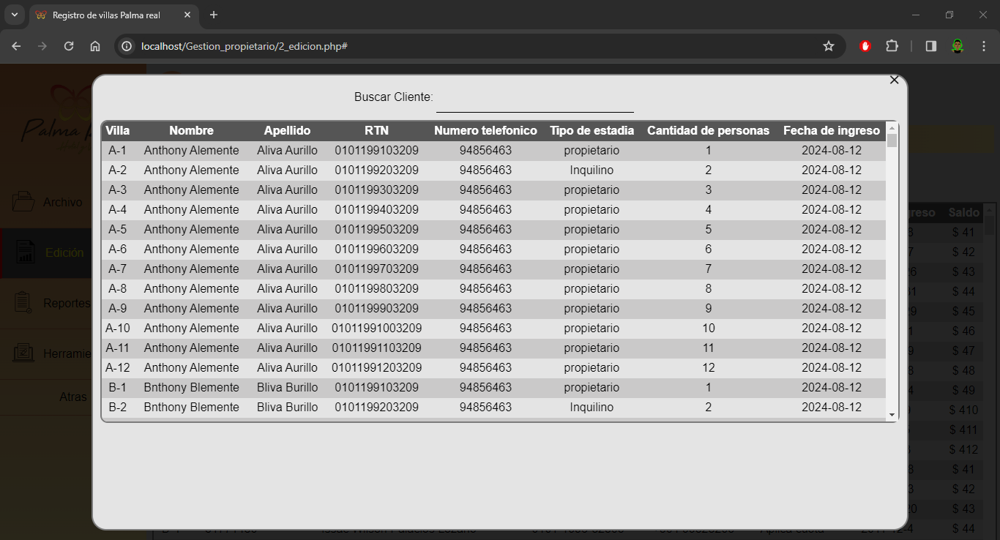 Registro de villas Palma real
localhost/Gestion_propietario/2_edicion.php#
Buscar Cliente:
Villa Nombre Apellido RTN Numero telefonico Tipo de estadia Cantidad de personas Fecha de ingreso
A-1 Anthony Alemente Aliva Aurillo 0101199103209 94856463 propietario 1 2024-08-12
A-2 Anthony Alemente Aliva Aurillo 0101199203209 94856463 Inquilino 2 2024-08-12
A-3 Anthony Alemente Aliva Aurillo 0101199303209 94856463 propietario 3 2024-08-12
A-4 Anthony Alemente Aliva Aurillo 0101199403209 94856463 propietario 4 2024-08-12
A-5 Anthony Alemente Aliva Aurillo 0101199503209 94856463 propietario 5 2024-08-12
A-6 Anthony Alemente Aliva Aurillo 0101199603209 94856463 propietario 6 2024-08-12
A-7 Anthony Alemente Aliva Aurillo 0101199703209 94856463 propietario 7 2024-08-12
A-8 Anthony Alemente Aliva Aurillo 0101199803209 94856463 propietario 8 2024-08-12
A-9 Anthony Alemente Aliva Aurillo 0101199903209 94856463 propietario 9 2024-08-12
A-10 Anthony Alemente Aliva Aurillo 01011991003209 94856463 propietario 10 2024-08-12
A-11 Anthony Alemente Aliva Aurillo 01011991103209 94856463 propietario 11 2024-08-12
A-12 Anthony Alemente Aliva Aurillo 01011991203209 94856463 propietario 12 2024-08-12
B-1 Bnthony Blemente Bliva Burillo 0101199103209 94856463 propietario 1 2024-08-12
B-2 Bnthony Blemente Bliva Burillo 0101199203209 94856463 Inquilino 2 2024-08-12
Palma
Archivo
Edición
Reportes
Herramie
Atras
greso Saldo
$ 41
$ 42
$ 43
$ 44
$ 45
$ 46
$ 47
$ 48
$ 49
$ 410
$ 411
$ 412
$ 41
$ 42
$ 43
$ 44